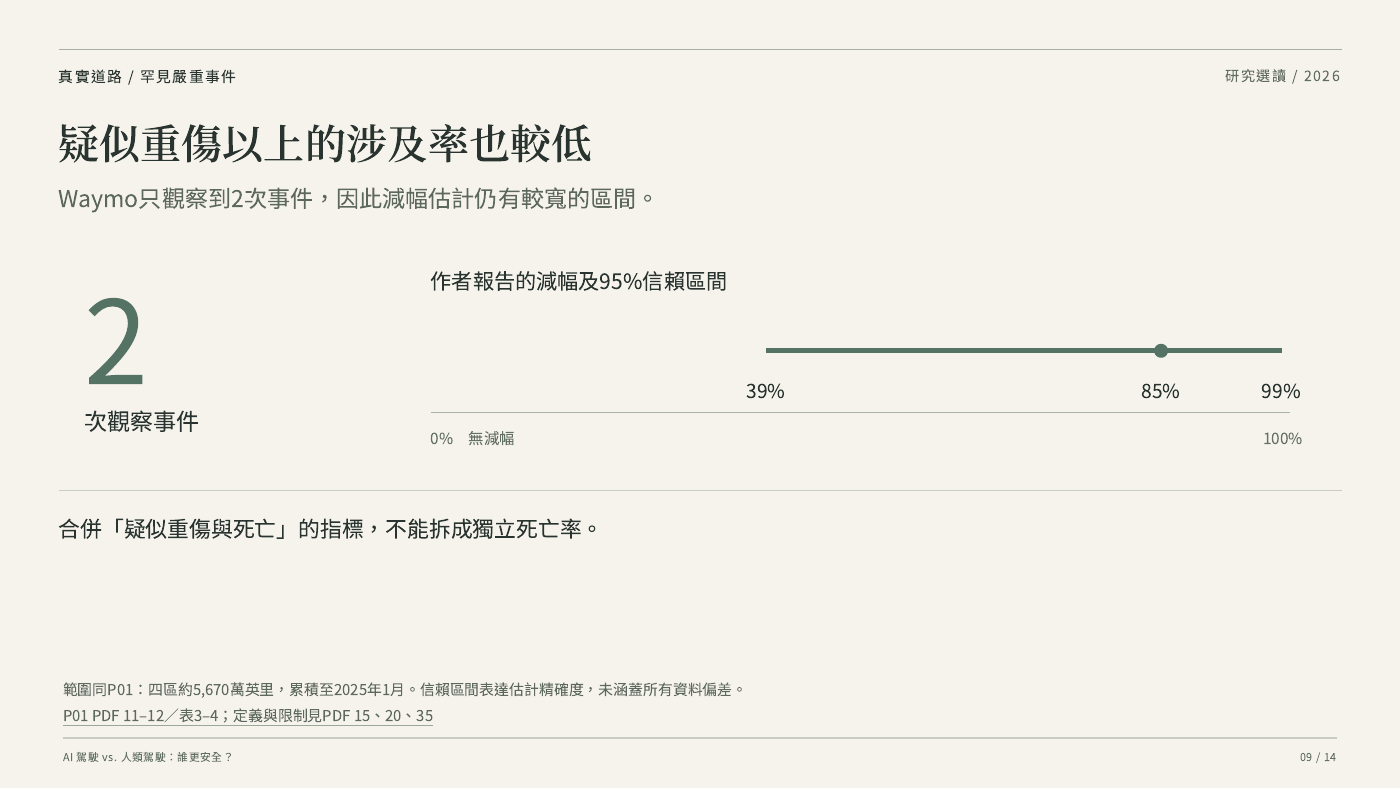 真實道路 / 罕見嚴重事件
研究選讀 / 2026
疑似重傷以上的涉及率也較低
Waymo只觀察到2次事件，因此減幅估計仍有較寬的區間。
2
次觀察事件
作者報告的減幅及95%信賴區間
39%
85%
99%
0% 無減幅
100%
合併「疑似重傷與死亡」的指標，不能拆成獨立死亡率。
範圍同P01：四區約5,670萬英里，累積至2025年1月。信賴區間表達估計精確度，未涵蓋所有資料偏差。
P01 PDF 11–12／表3–4；定義與限制見PDF 15、20、35
AI 駕駛 vs. 人類駕駛：誰更安全？
09 / 14